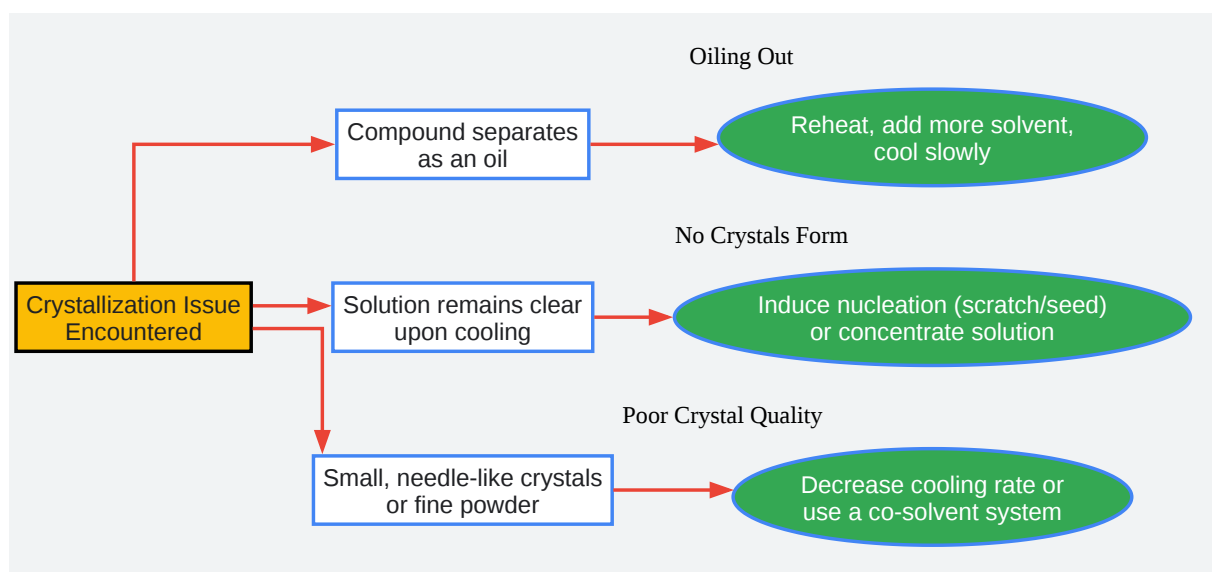 Oiling Out
Compound separates
as an oil
Reheat, add more solvent,
cool slowly
No Crystals Form
Crystallization Issue
Encountered
Solution remains clear
upon cooling
Induce nucleation (scratch/seed)
or concentrate solution
Poor Crystal Quality
Small, needle-like crystals
or fine powder
Decrease cooling rate or
use a co-solvent system